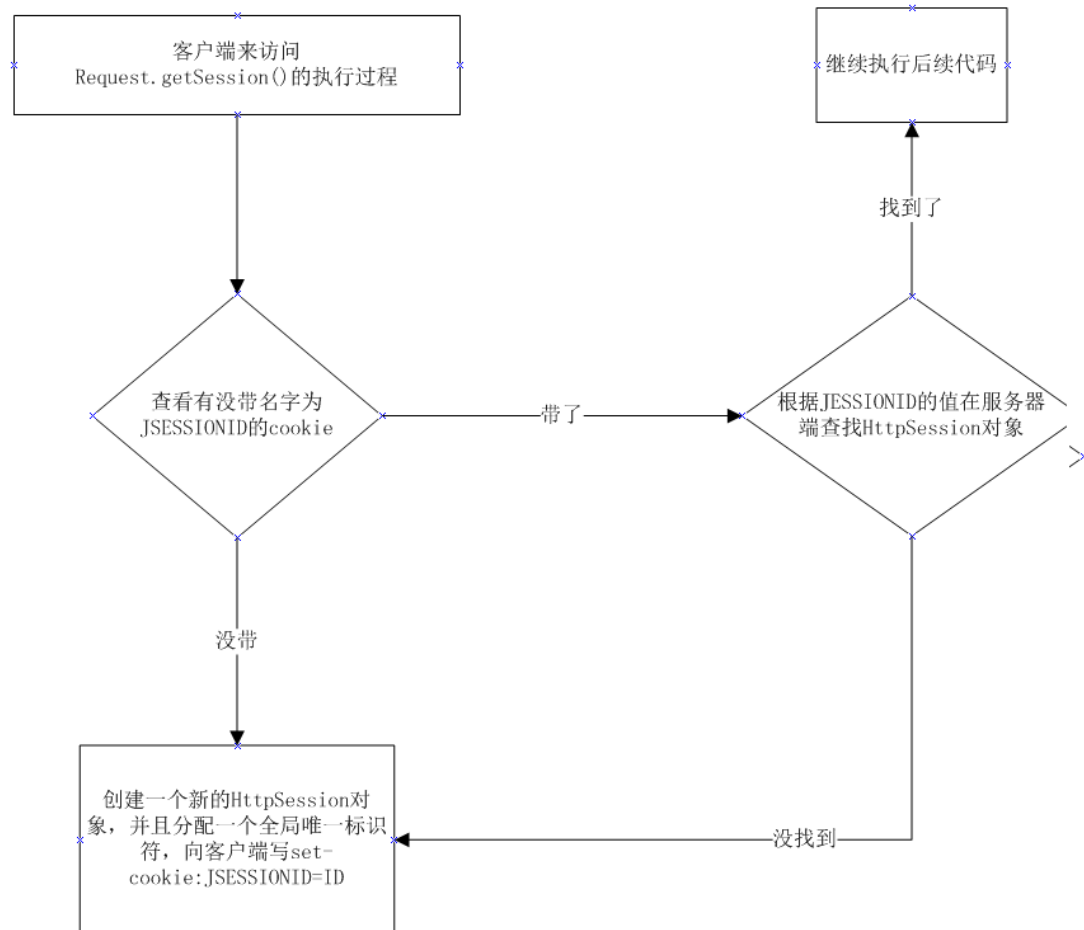 客户端来访问
Request.getSession()的执行过程
继续执行后续代码
找到了
查看有没带名字为
JSESSIONID的cookie
带了
根据JESSIONID的值在服务器
端查找HttpSession对象
没带
创建一个新的HttpSession对
象，并且分配一个全局唯一标识
符，向客户端写set-
cookie:JSESSIONID=ID
没找到